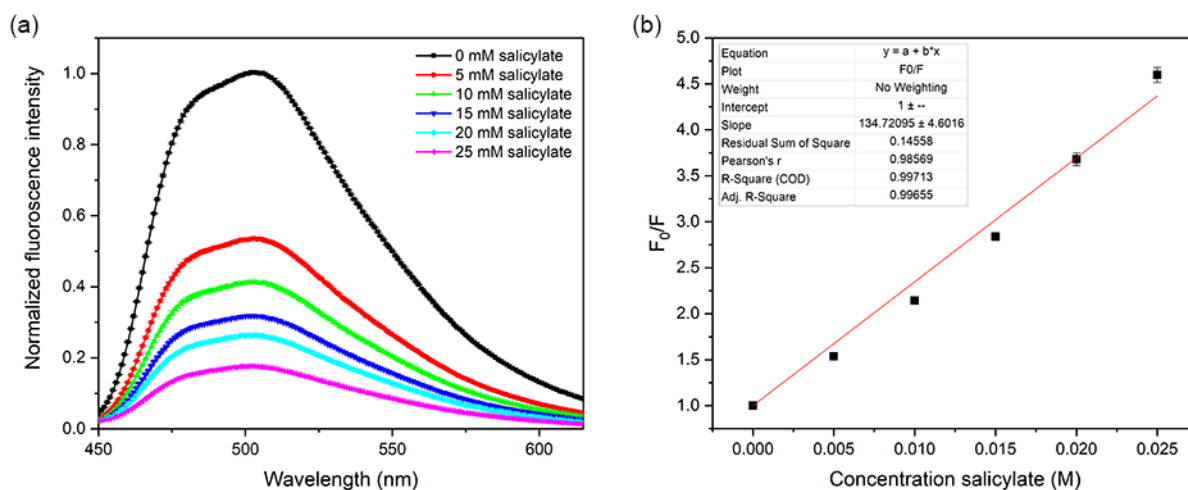 (a)
Normalized fluoroscence intensity
1.0
0.8
0.6
0.4
0.2
0.0
0 mM salicylate
5 mM salicylate
10 mM salicylate
15 mM salicylate
20 mM salicylate
25 mM salicylate
450 500 550 600
Wavelength (nm)
(b)
F0/F
5.0
4.5
4.0
3.5
3.0
2.5
2.0
1.5
1.0
Equation y = a + b*x
Plot F0/F
Weight No Weighting
Intercept 1 ± --
Slope 134.72095 ± 4.6016
Residual Sum of Square 0.14558
Pearson's r 0.98569
R-Square (COD) 0.99713
Adj. R-Square 0.99655
0.000 0.005 0.010 0.015 0.020 0.025
Concentration salicylate (M)